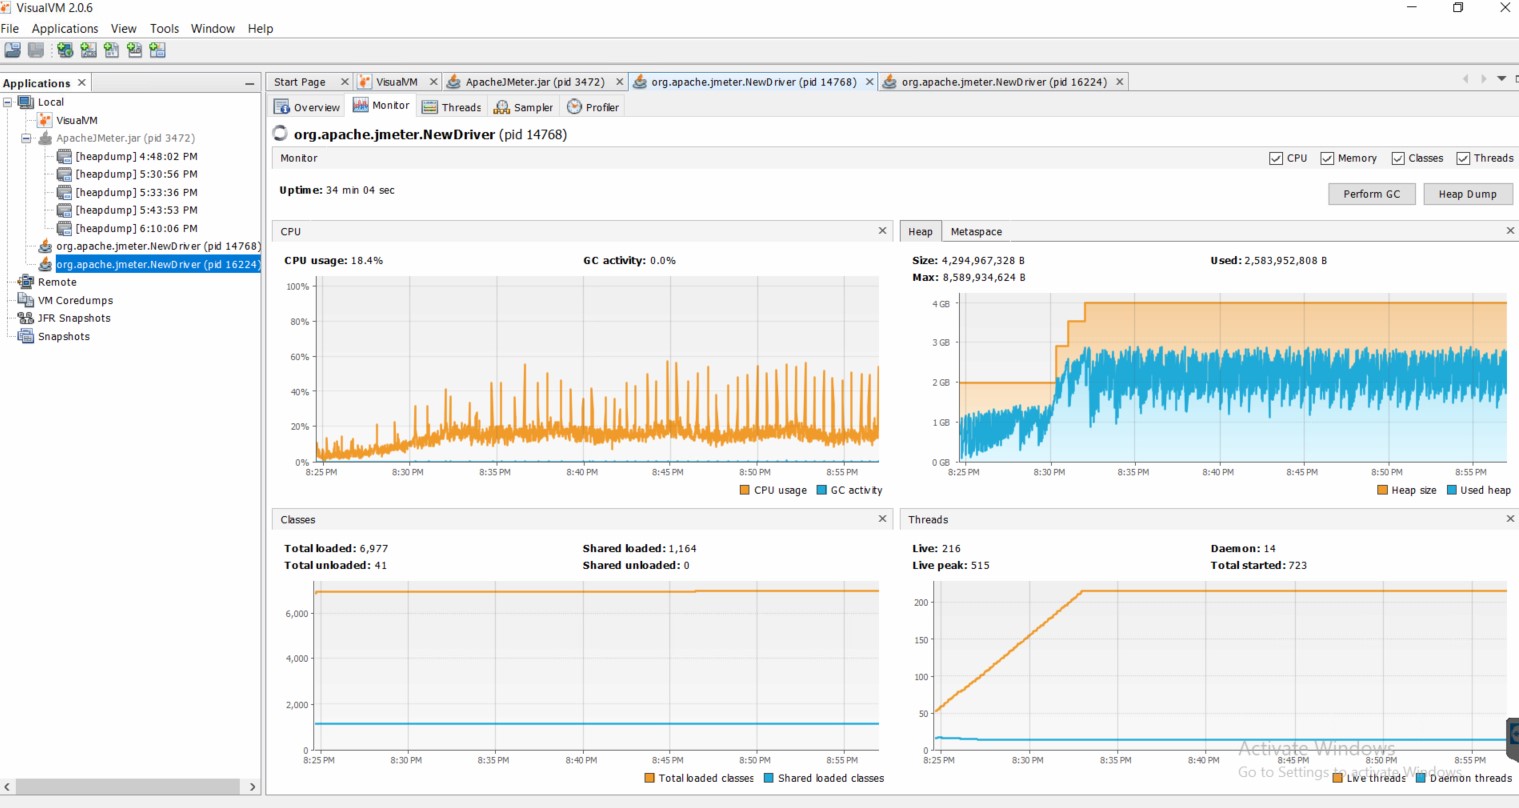 VisualVM 2.0.6
File Applications View Tools Window Help
Applications
Local
VisualVM
ApacheJMeter.jar (pid 3472)
[heapdump] 4:48:02 PM
[heapdump] 5:30:56 PM
[heapdump] 5:33:36 PM
[heapdump] 5:43:53 PM
[heapdump] 6:10:06 PM
org.apache.jmeter.NewDriver (pid 14768)
org.apache.jmeter.NewDriver (pid 16224)
Remote
VM Coredumps
JFR Snapshots
Snapshots
Start Page VisualVM ApacheJMeter.jar (pid 3472) org.apache.jmeter.NewDriver (pid 14768) org.apache.jmeter.NewDriver (pid 16224)
Overview Monitor Threads Sampler Profiler
org.apache.jmeter.NewDriver (pid 14768)
Monitor CPU Memory Classes Threads
Uptime: 34 min 04 sec
Perform GC Heap Dump
CPU
CPU usage: 18.4% GC activity: 0.0%
100%
80%
60%
40%
20%
0%
8:25 PM 8:30 PM 8:35 PM 8:40 PM 8:45 PM 8:50 PM 8:55 PM
CPU usage GC activity
Heap Metaspace
Size: 4,294,967,328 B Used: 2,583,952,808 B
Max: 8,589,934,624 B
4 GB
3 GB
2 GB
1 GB
0 GB
8:25 PM 8:30 PM 8:35 PM 8:40 PM 8:45 PM 8:50 PM 8:55 PM
Heap size Used heap
Classes
Total loaded: 6,977 Shared loaded: 1,164
Total unloaded: 41 Shared unloaded: 0
6,000
4,000
2,000
0
8:25 PM 8:30 PM 8:35 PM 8:40 PM 8:45 PM 8:50 PM 8:55 PM
Total loaded classes Shared loaded classes
Threads
Live: 216 Daemon: 14
Live peak: 515 Total started: 723
200
150
100
50
0
8:25 PM 8:30 PM 8:35 PM 8:40 PM 8:45 PM 8:50 PM 8:55 PM
Live threads Daemon threads
Activate Windows
Go to Settings to activate Windows.